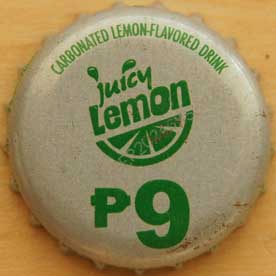 CARBONATED LEMON-FLAVORED DRINK
juicy
Lemon
₱9